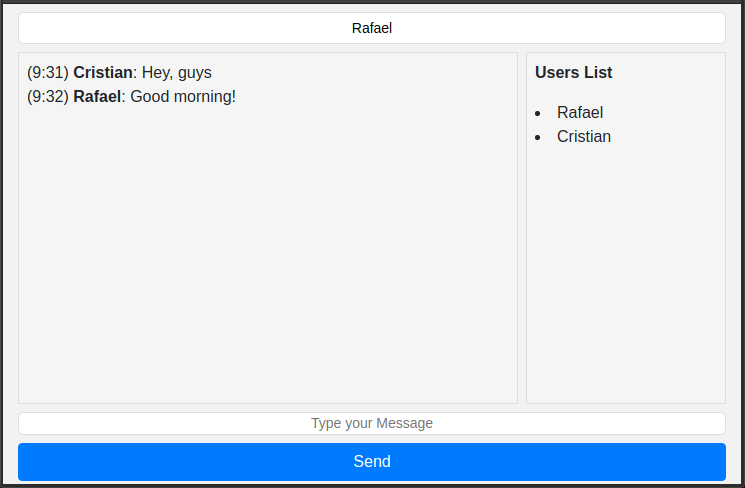 Rafael
(9:31) Cristian: Hey, guys
(9:32) Rafael: Good morning!
Users List
Rafael
Cristian
Type your Message
Send